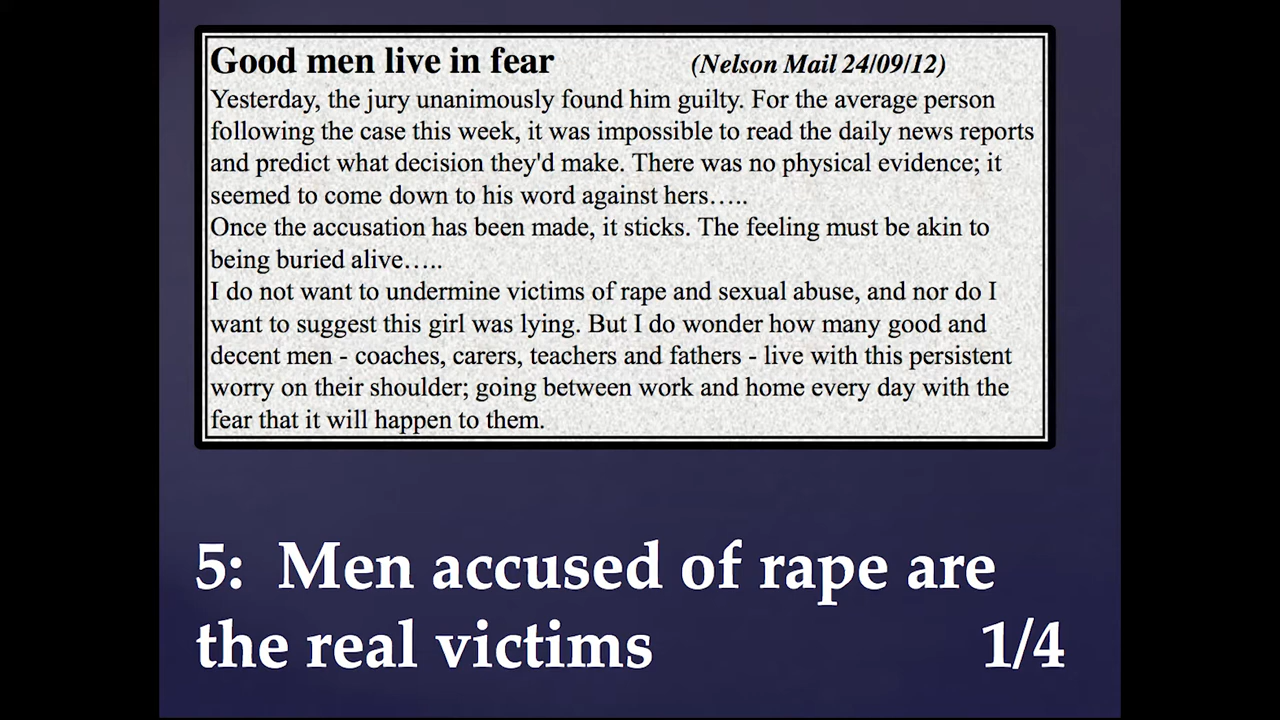 Good men live in fear (Nelson Mail 24/09/12)
Yesterday, the jury unanimously found him guilty. For the average person
following the case this week, it was impossible to read the daily news reports
and predict what decision they'd make. There was no physical evidence; it
seemed to come down to his word against hers…..
Once the accusation has been made, it sticks. The feeling must be akin to
being buried alive…..
I do not want to undermine victims of rape and sexual abuse, and nor do I
want to suggest this girl was lying. But I do wonder how many good and
decent men - coaches, carers, teachers and fathers - live with this persistent
worry on their shoulder; going between work and home every day with the
fear that it will happen to them.
5: Men accused of rape are
the real victims 1/4